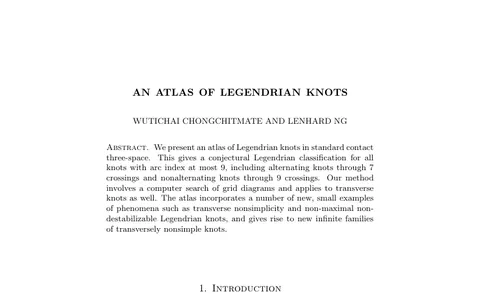 AN ATLAS OF LEGENDRIAN KNOTS
WUTICHAI CHONGCHITMATE AND LENHARD NG
Abstract. We present an atlas of Legendrian knots in standard contact
three-space. This gives a conjectural Legendrian classification for all
knots with arc index at most 9, including alternating knots through 7
crossings and nonalternating knots through 9 crossings. Our method
involves a computer search of grid diagrams and applies to transverse
knots as well. The atlas incorporates a number of new, small examples
of phenomena such as transverse nonsimplicity and non-maximal non-
destabilizable Legendrian knots, and gives rise to new infinite families
of transversely nonsimple knots.
1. Introduction